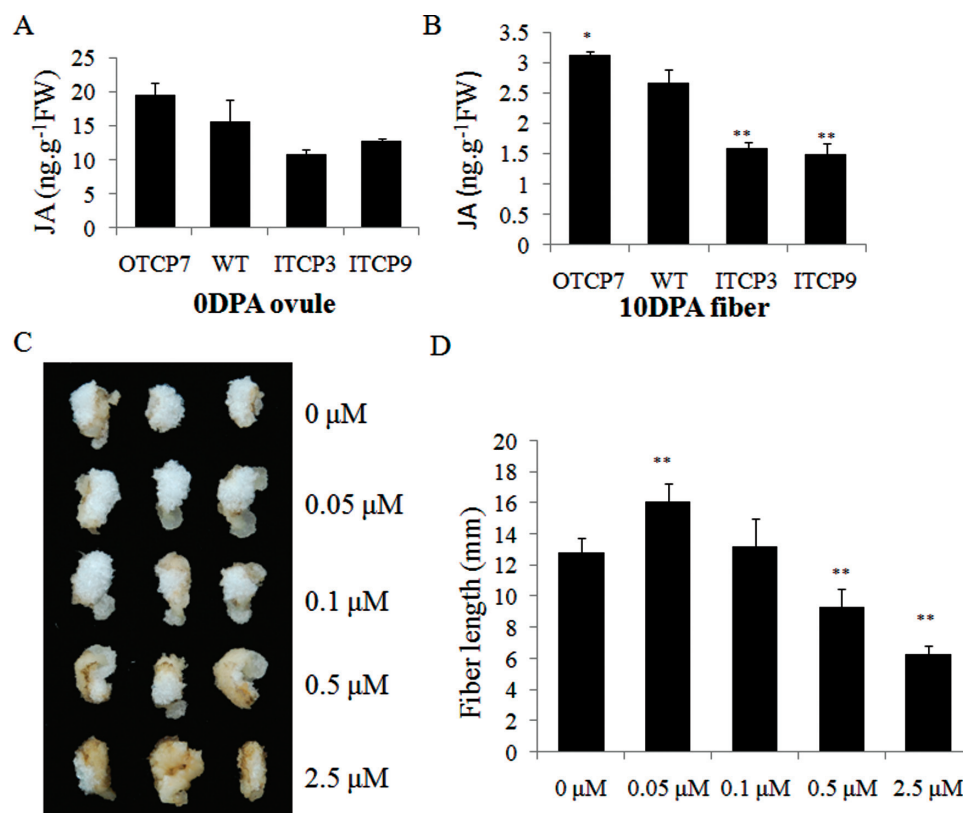 A
25
20
15
10
5
0
JA (ng.g⁻¹FW)
OTCP7 WT ITCP3 ITCP9
0DPA ovule
B
3.5
3
2.5
2
1.5
1
0.5
0
JA (ng.g⁻¹FW)
*
**
**
OTCP7 WT ITCP3 ITCP9
10DPA fiber
C
0 μM
0.05 μM
0.1 μM
0.5 μM
2.5 μM
D
20
18
16
14
12
10
8
6
4
2
0
Fiber length (mm)
**
**
**
0 μM 0.05 μM 0.1 μM 0.5 μM 2.5 μM